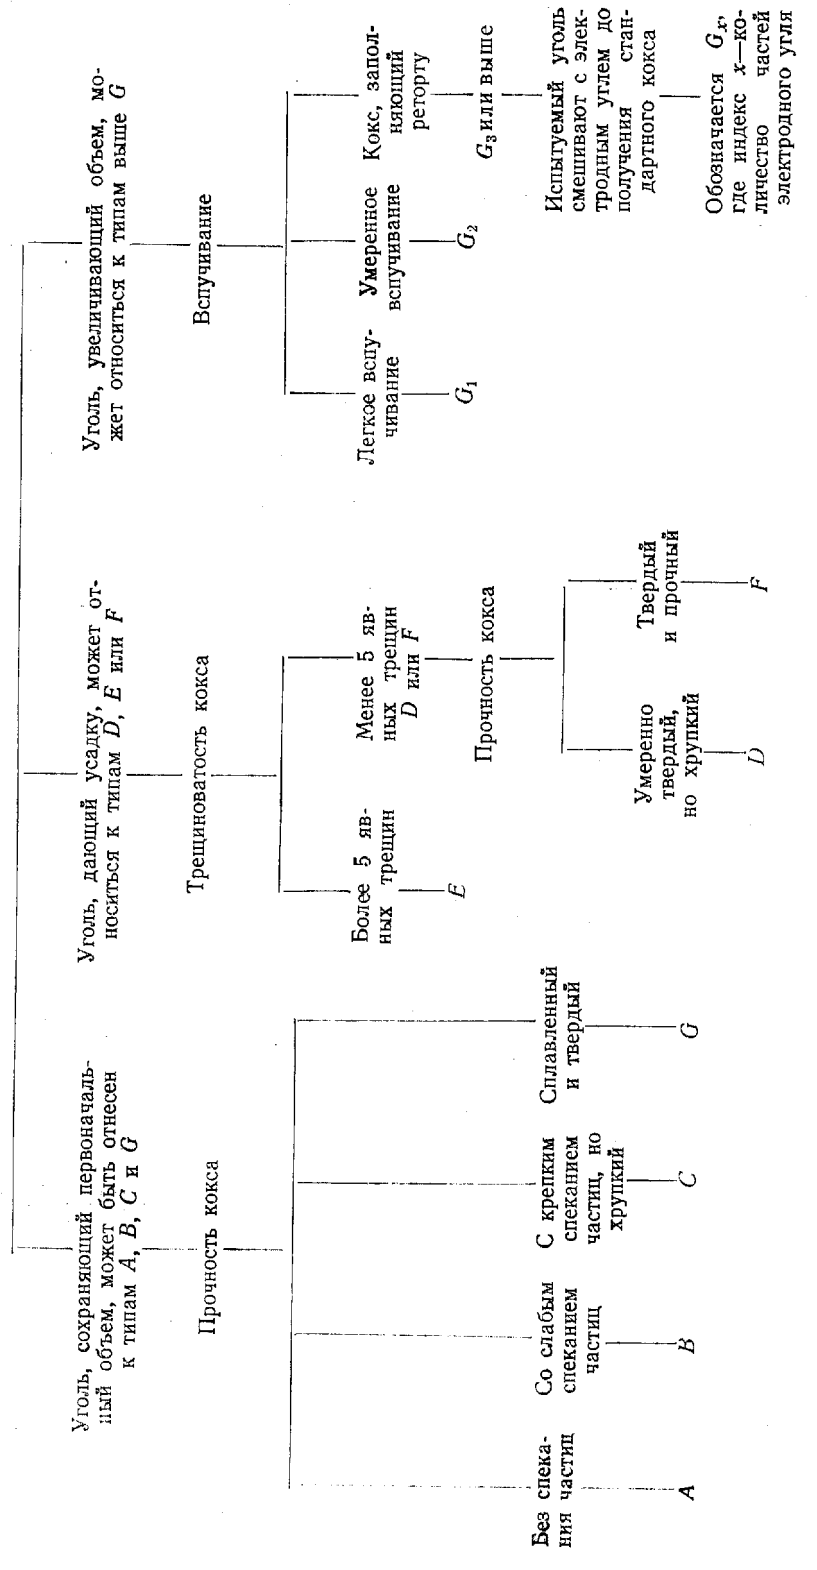 Уголь, сохраняющий первоначаль-
ный объем, может быть отнесен
к типам A, B, C и G
Прочность кокса
Без спека-
ния частиц
A
Со слабым
спеканием
частиц
B
С крепким
спеканием
частиц, но
хрупкий
C
Сплавленный
и твердый
G
Уголь, дающий усадку, может от-
носиться к типам D, E или F
Трещиноватость кокса
Более 5 яв-
ных трещин
E
Менее 5 яв-
ных трещин
D или F
Прочность кокса
Умеренно
твердый,
но хрупкий
D
Твердый
и прочный
F
Уголь, увеличивающий объем, мо-
жет относиться к типам выше G
Вспучивание
Легкое вспу-
чивание
G₁
Умеренное
вспучивание
G₂
Кокс, запол-
няющий
реторту
G₃ или выше
Испытуемый уголь
смешивают с элек-
тродным углем до
получения стан-
дартного кокса
Обозначается Gₓ,
где индекс x—ко-
личество частей
электродного угля